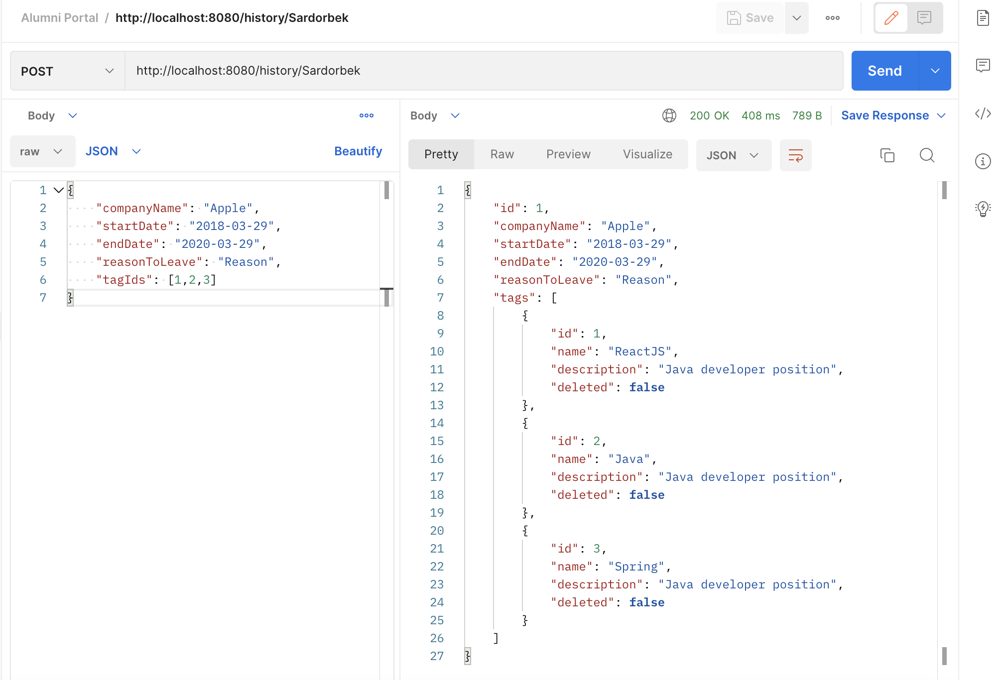 Alumni Portal / http://localhost:8080/history/Sardorbek
Save
POST
http://localhost:8080/history/Sardorbek
Send
Body
raw
JSON
Beautify
1 {
2 "companyName": "Apple",
3 "startDate": "2018-03-29",
4 "endDate": "2020-03-29",
5 "reasonToLeave": "Reason",
6 "tagIds": [1,2,3]
7 }
Body
200 OK 408 ms 789 B
Save Response
Pretty Raw Preview Visualize
JSON
1 {
2 "id": 1,
3 "companyName": "Apple",
4 "startDate": "2018-03-29",
5 "endDate": "2020-03-29",
6 "reasonToLeave": "Reason",
7 "tags": [
8 {
9 "id": 1,
10 "name": "ReactJS",
11 "description": "Java developer position",
12 "deleted": false
13 },
14 {
15 "id": 2,
16 "name": "Java",
17 "description": "Java developer position",
18 "deleted": false
19 },
20 {
21 "id": 3,
22 "name": "Spring",
23 "description": "Java developer position",
24 "deleted": false
25 }
26 ]
27 }